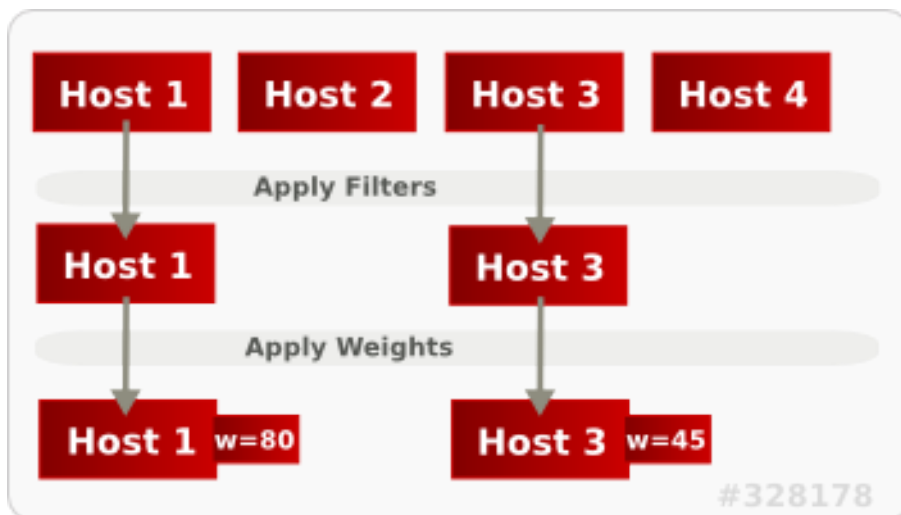 Host 1 Host 2 Host 3 Host 4
Apply Filters
Host 1 Host 3
Apply Weights
Host 1 w=80 Host 3 w=45
#328178